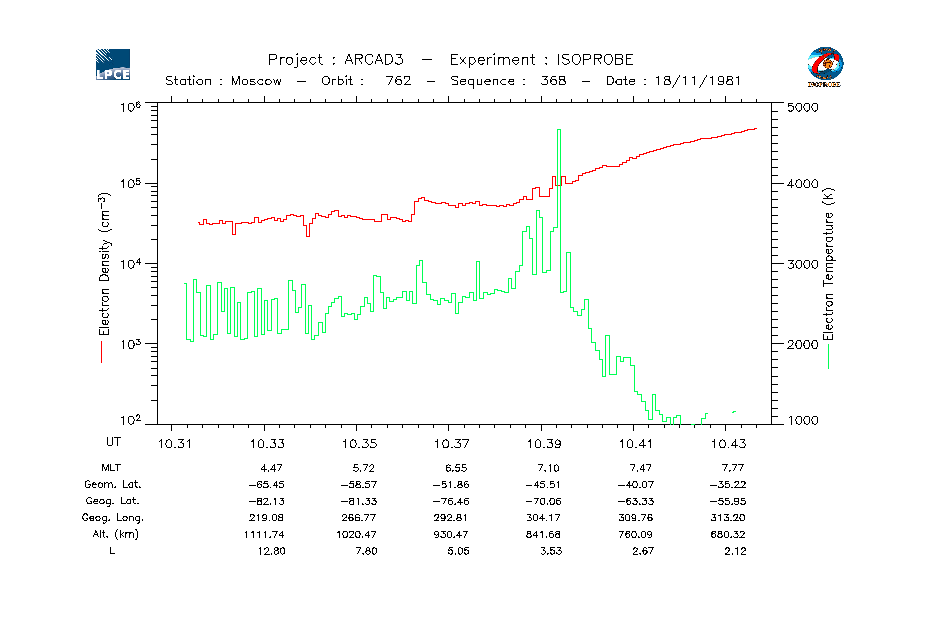 LPCE
Project : ARCAD3 − Experiment : ISOPROBE
ISOPROBE
Station : Moscow − Orbit : 762 − Sequence : 368 − Date : 18/11/1981
10^6 5000
10^5 4000
10^4 3000
10^3 2000
10^2 1000
Electron Density (cm^−3)
Electron Temperature (K)
UT 10.31 10.33 10.35 10.37 10.39 10.41 10.43
MLT 4.47 5.72 6.55 7.10 7.47 7.77
Geom. Lat. −65.45 −58.57 −51.86 −45.51 −40.07 −35.22
Geog. Lat. −82.13 −81.33 −76.46 −70.06 −63.33 −55.95
Geog. Long. 219.08 266.77 292.81 304.17 309.76 313.20
Alt. (km) 1111.74 1020.47 930.47 841.68 760.09 680.32
L 12.80 7.80 5.05 3.53 2.67 2.12